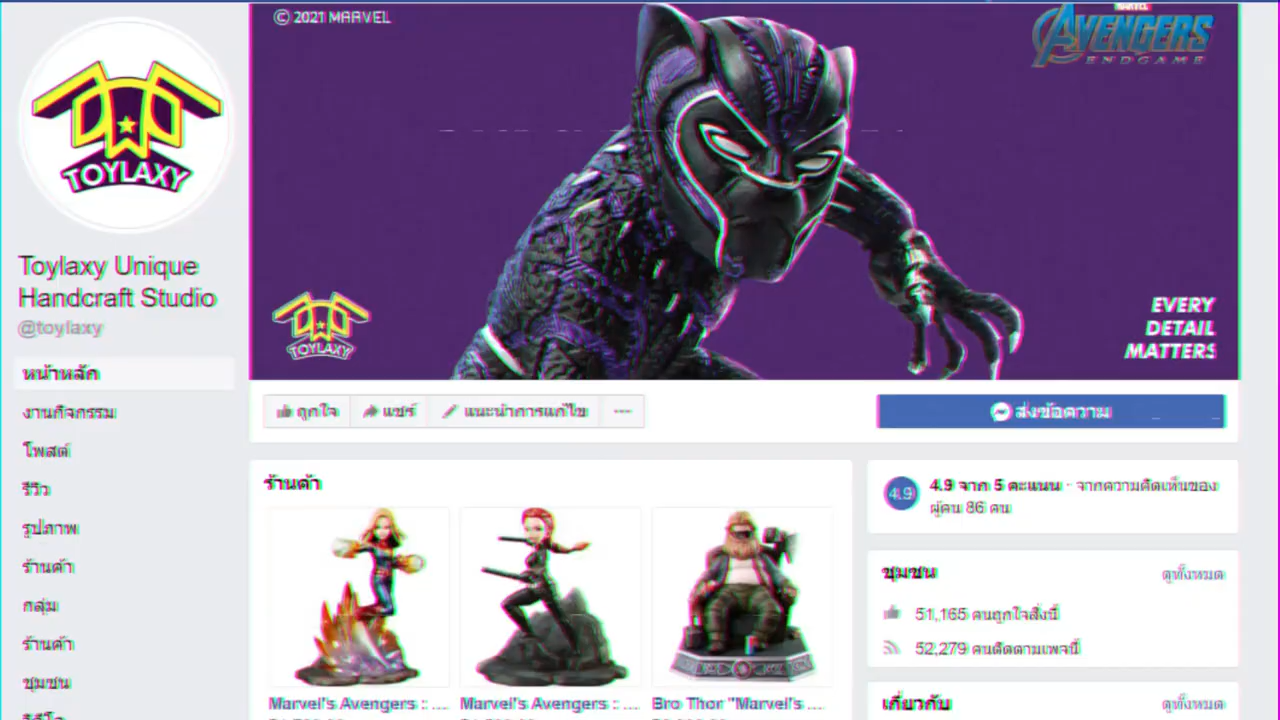 © 2021 MARVEL
MARVEL
AVENGERS
ENDGAME
TOYLAXY
Toylaxy Unique
Handcraft Studio
@toylaxy
TOYLAXY
EVERY
DETAIL
MATTERS
หน้าหลัก
งานกิจกรรม
โพสต์
รีวิว
รูปภาพ
ร้านค้า
กลุ่ม
ร้านค้า
ชุมชน
วิดีโอ
ถูกใจ
แชร์
แนะนำการแก้ไข
ส่งข้อความ
ร้านค้า
Marvel's Avengers :: ...
Marvel's Avengers :: ...
Bro Thor "Marvel's ...
4.9
4.9 จาก 5 คะแนน · จากความคิดเห็นของ
ผู้คน 86 คน
ชุมชน
ดูทั้งหมด
51,165 คนถูกใจสิ่งนี้
52,279 คนติดตามเพจนี้
เกี่ยวกับ
ดูทั้งหมด